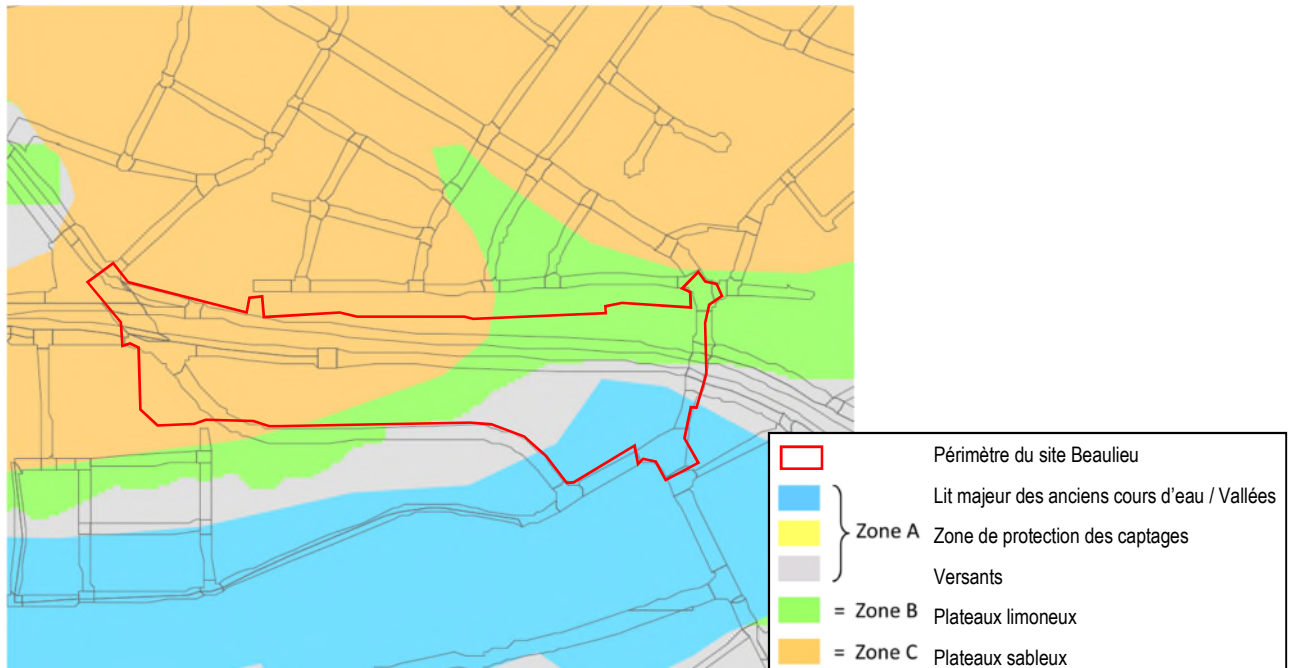 Périmètre du site Beaulieu
Lit majeur des anciens cours d'eau / Vallées
Zone A Zone de protection des captages
Versants
= Zone B Plateaux limoneux
= Zone C Plateaux sableux